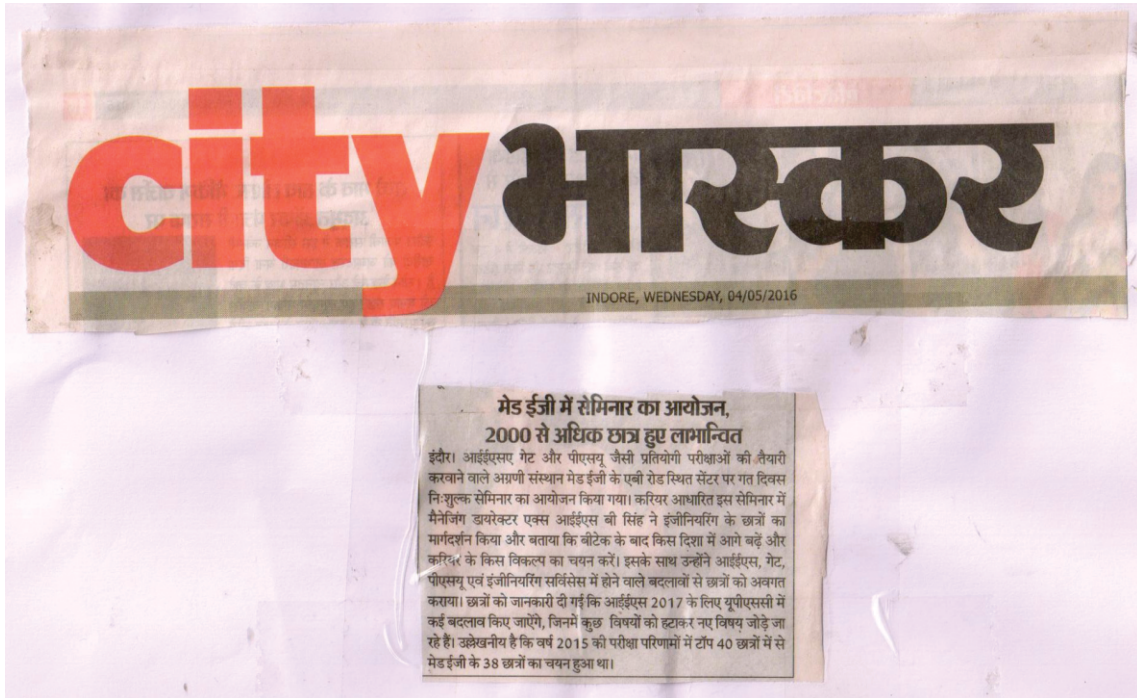 city भास्कर
INDORE, WEDNESDAY, 04/05/2016
मेड ईजी में सेमिनार का आयोजन,
2000 से अधिक छात्र हुए लाभान्वित
इंदौर। आईईएसए गेट और पीएसयू जैसी प्रतियोगी परीक्षाओं की तैयारी
करवाने वाले अग्रणी संस्थान मेड ईजी के एबी रोड स्थित सेंटर पर गत दिवस
निःशुल्क सेमिनार का आयोजन किया गया। करियर आधारित इस सेमिनार में
मैनेजिंग डायरेक्टर एक्स आईईएस बी सिंह ने इंजीनियरिंग के छात्रों का
मार्गदर्शन किया और बताया कि बीटेक के बाद किस दिशा में आगे बढ़ें और
करियर के किस विकल्प का चयन करें। इसके साथ उन्होंने आईईएस, गेट,
पीएसयू एवं इंजीनियरिंग सर्विसेस में होने वाले बदलावों से छात्रों को अवगत
कराया। छात्रों को जानकारी दी गई कि आईईएस 2017 के लिए यूपीएससी में
कई बदलाव किए जाएँगे, जिनमें कुछ विषयों को हटाकर नए विषय जोड़े जा
रहे हैं। उल्लेखनीय है कि वर्ष 2015 की परीक्षा परिणामों में टॉप 40 छात्रों में से
मेड ईजी के 38 छात्रों का चयन हुआ था।